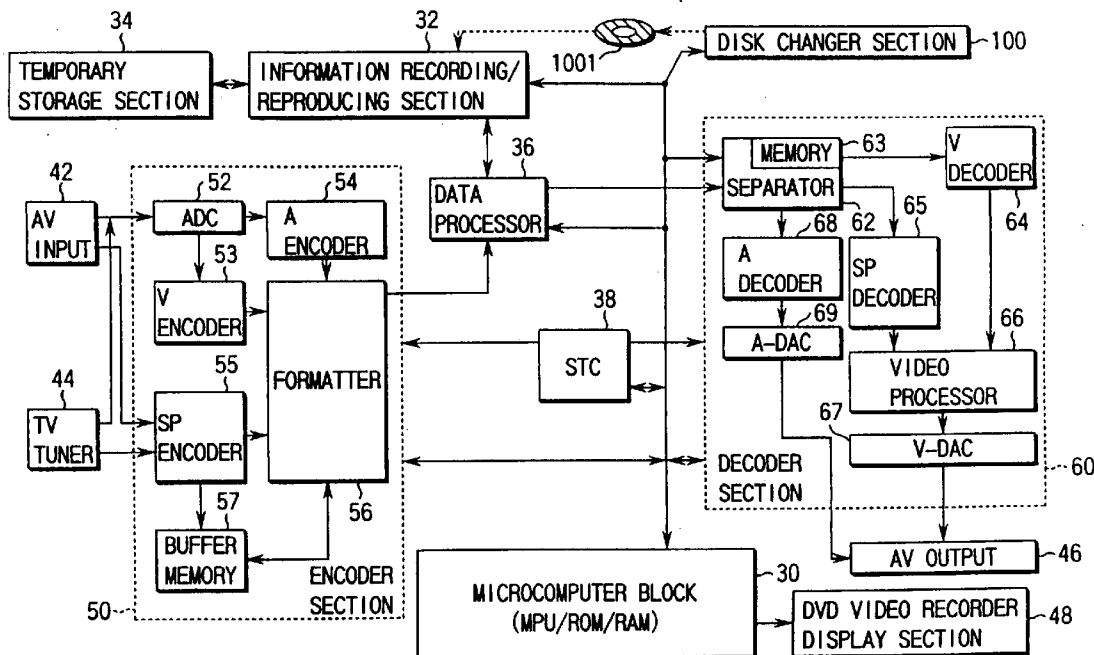 34
TEMPORARY
STORAGE SECTION
32
INFORMATION RECORDING/
REPRODUCING SECTION
1001
DISK CHANGER SECTION
100
42
AV
INPUT
52
ADC
54
A
ENCODER
53
V
ENCODER
36
DATA
PROCESSOR
MEMORY
63
SEPARATOR
62
V
DECODER
64
68
A
DECODER
65
SP
DECODER
69
A-DAC
38
STC
66
VIDEO
PROCESSOR
67
V-DAC
44
TV
TUNER
55
SP
ENCODER
FORMATTER
56
57
BUFFER
MEMORY
ENCODER
SECTION
50
DECODER
SECTION
60
AV OUTPUT
46
MICROCOMPUTER BLOCK
(MPU/ROM/RAM)
30
DVD VIDEO RECORDER
DISPLAY SECTION
48